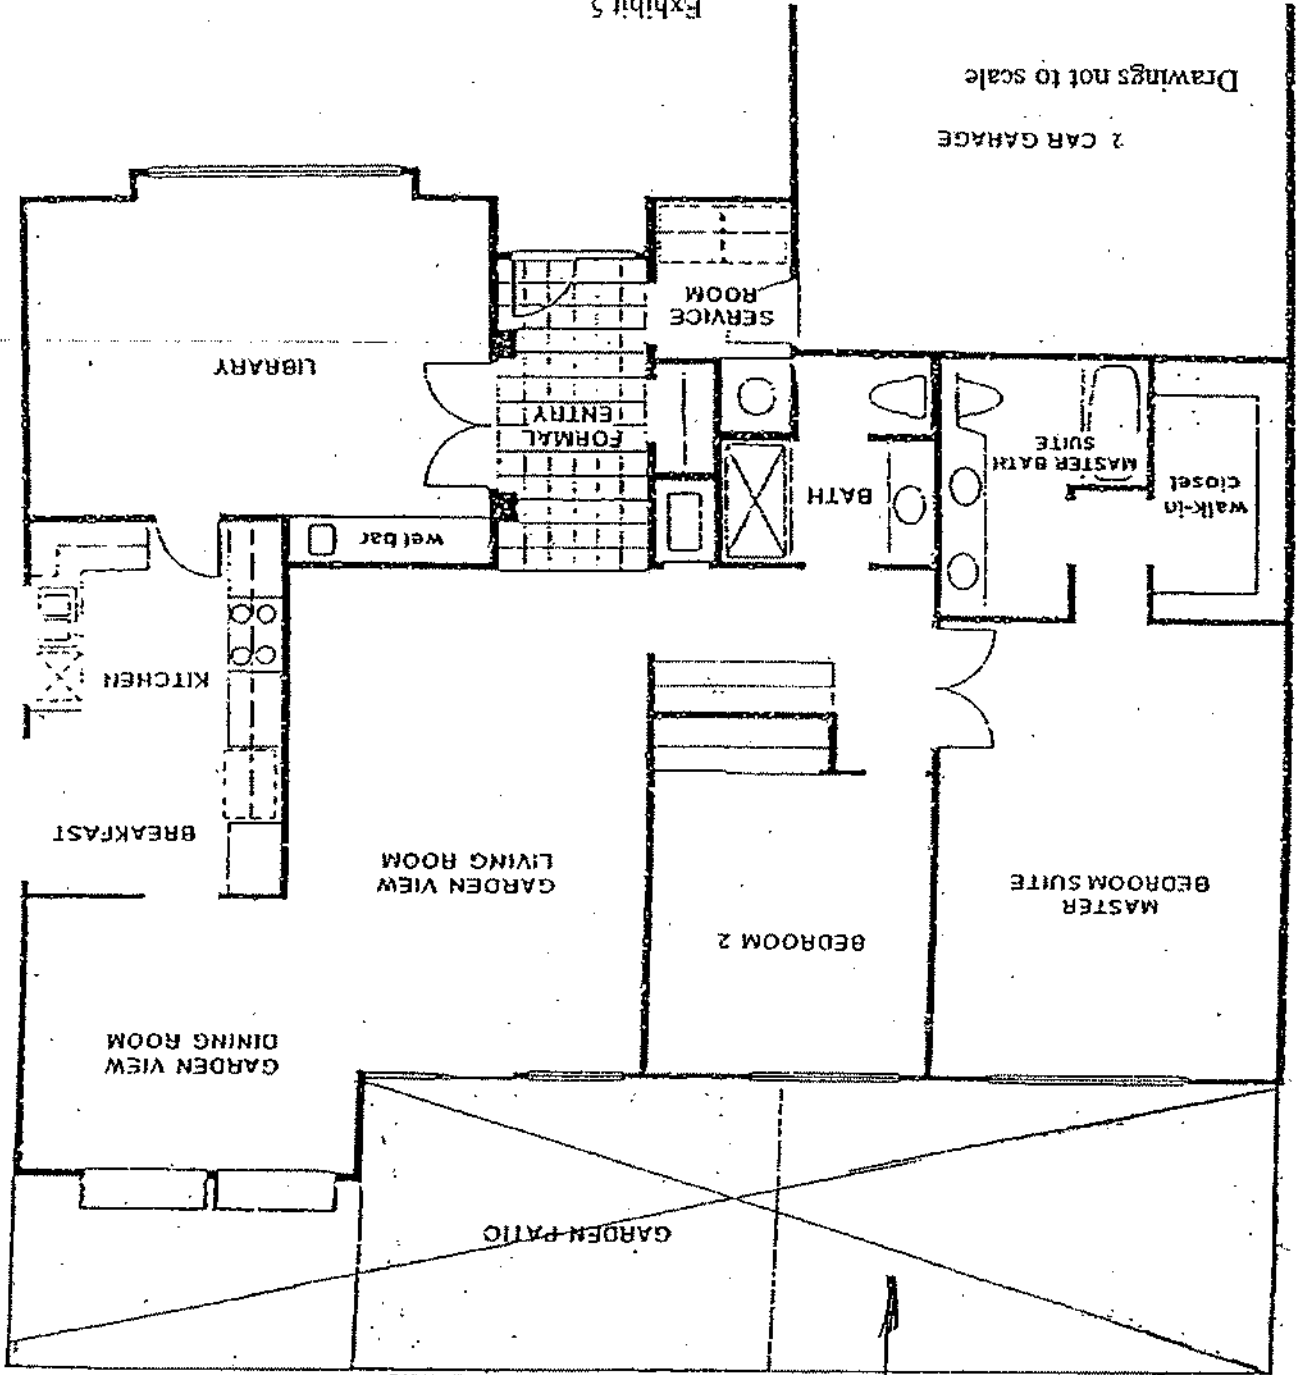 GARDEN PATIO
GARDEN VIEW
DINING ROOM
MASTER
BEDROOM SUITE
BEDROOM 2
GARDEN VIEW
LIVING ROOM
BREAKFAST
KITCHEN
wet bar
walk-in
closet
MASTER BATH
SUITE
BATH
FORMAL
ENTRY
LIBRARY
SERVICE
ROOM
2 CAR GARAGE
Drawings not to scale
Exhibit 5